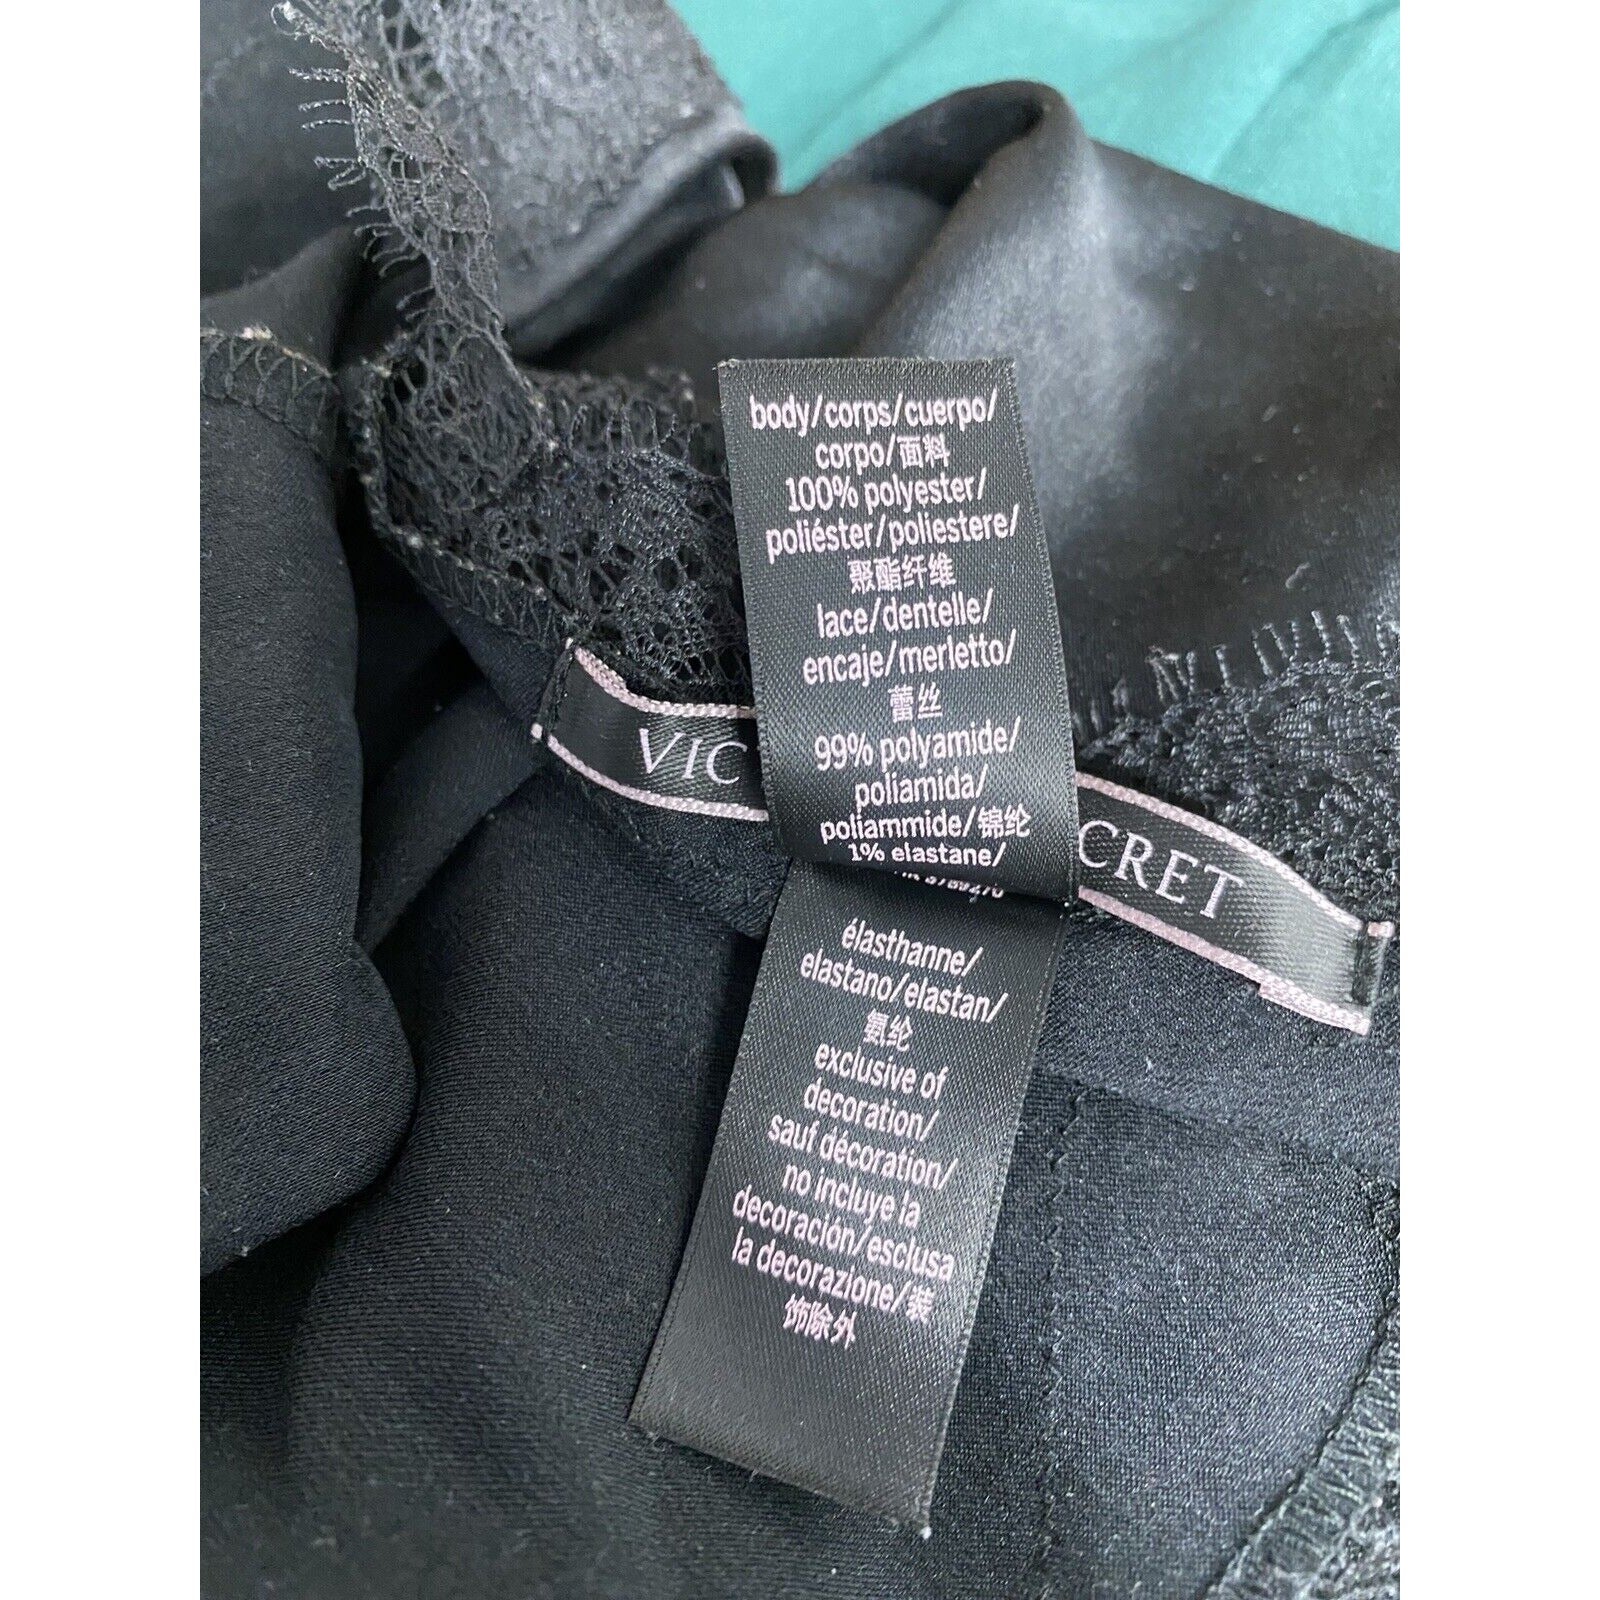 body/corps/cuerpo/
corpo/面料
100% polyester/
poliéster/poliestere/
聚酯纤维
lace/dentelle/
encaje/merletto/
蕾丝
99% polyamide/
poliamida/
poliammide/锦纶
1% elastane/
VIC
CRET
élasthanne/
elastano/elastan/
氨纶
exclusive of
decoration/
sauf décoration/
no incluye la
decoración/esclusa
la decorazione/装
饰除外